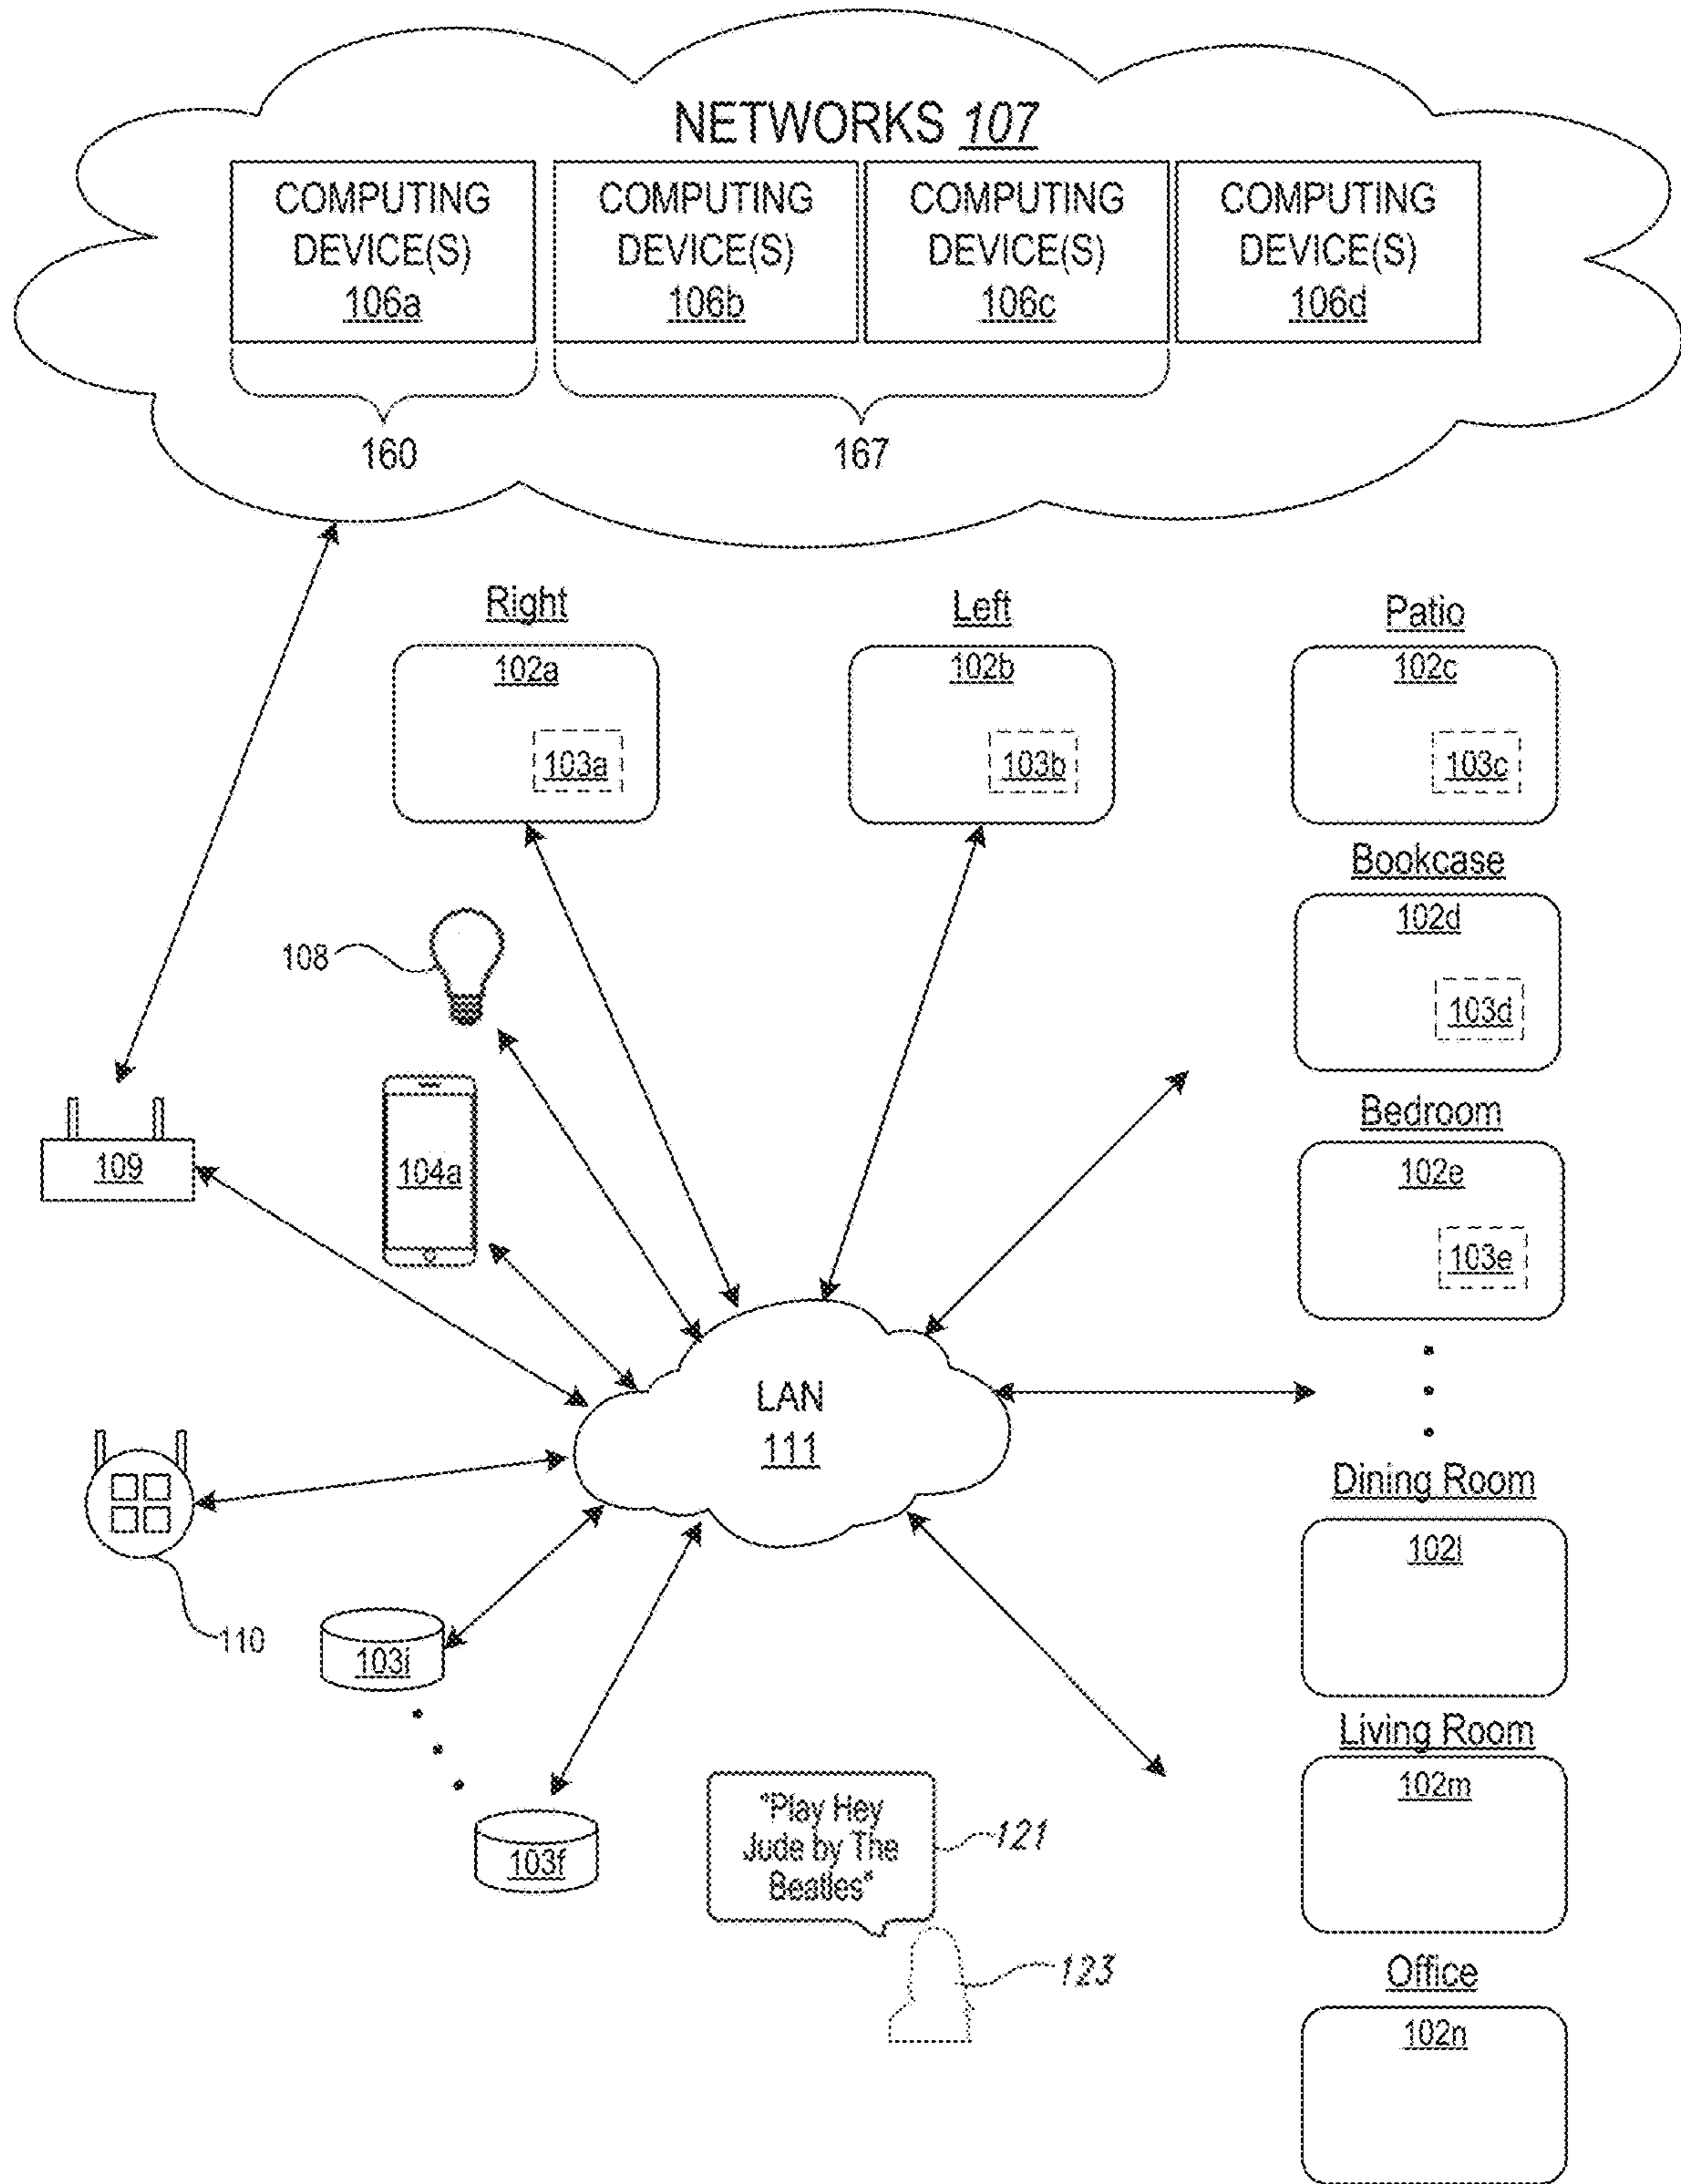 NETWORKS 107
COMPUTING
DEVICE(S)
106a
COMPUTING
DEVICE(S)
106b
COMPUTING
DEVICE(S)
106c
COMPUTING
DEVICE(S)
106d
160
167
Right
102a
103a
Left
102b
103b
Patio
102c
103c
Bookcase
102d
103d
108
Bedroom
102e
103e
104a
109
LAN
111
Dining Room
102l
110
103i
Living Room
102m
103f
"Play Hey
Jude by The
Beatles"
121
123
Office
102n